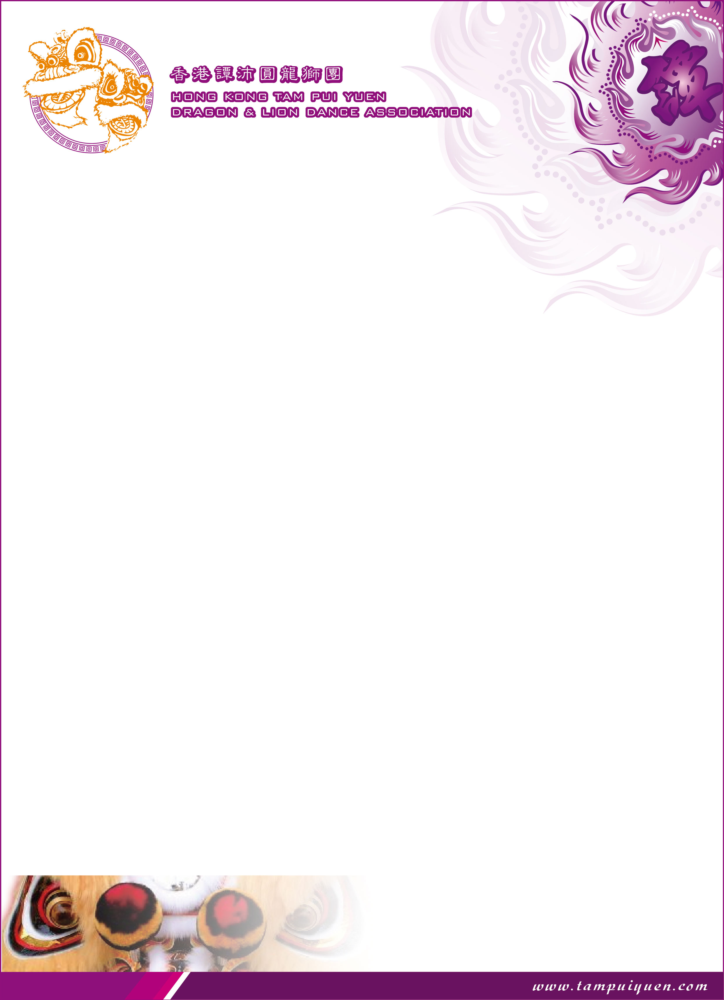 香港譚沛圓龍獅團
HONG KONG TAM PUI YUEN
DRAGON & LION DANCE ASSOCIATION
www.tampuiyuen.com